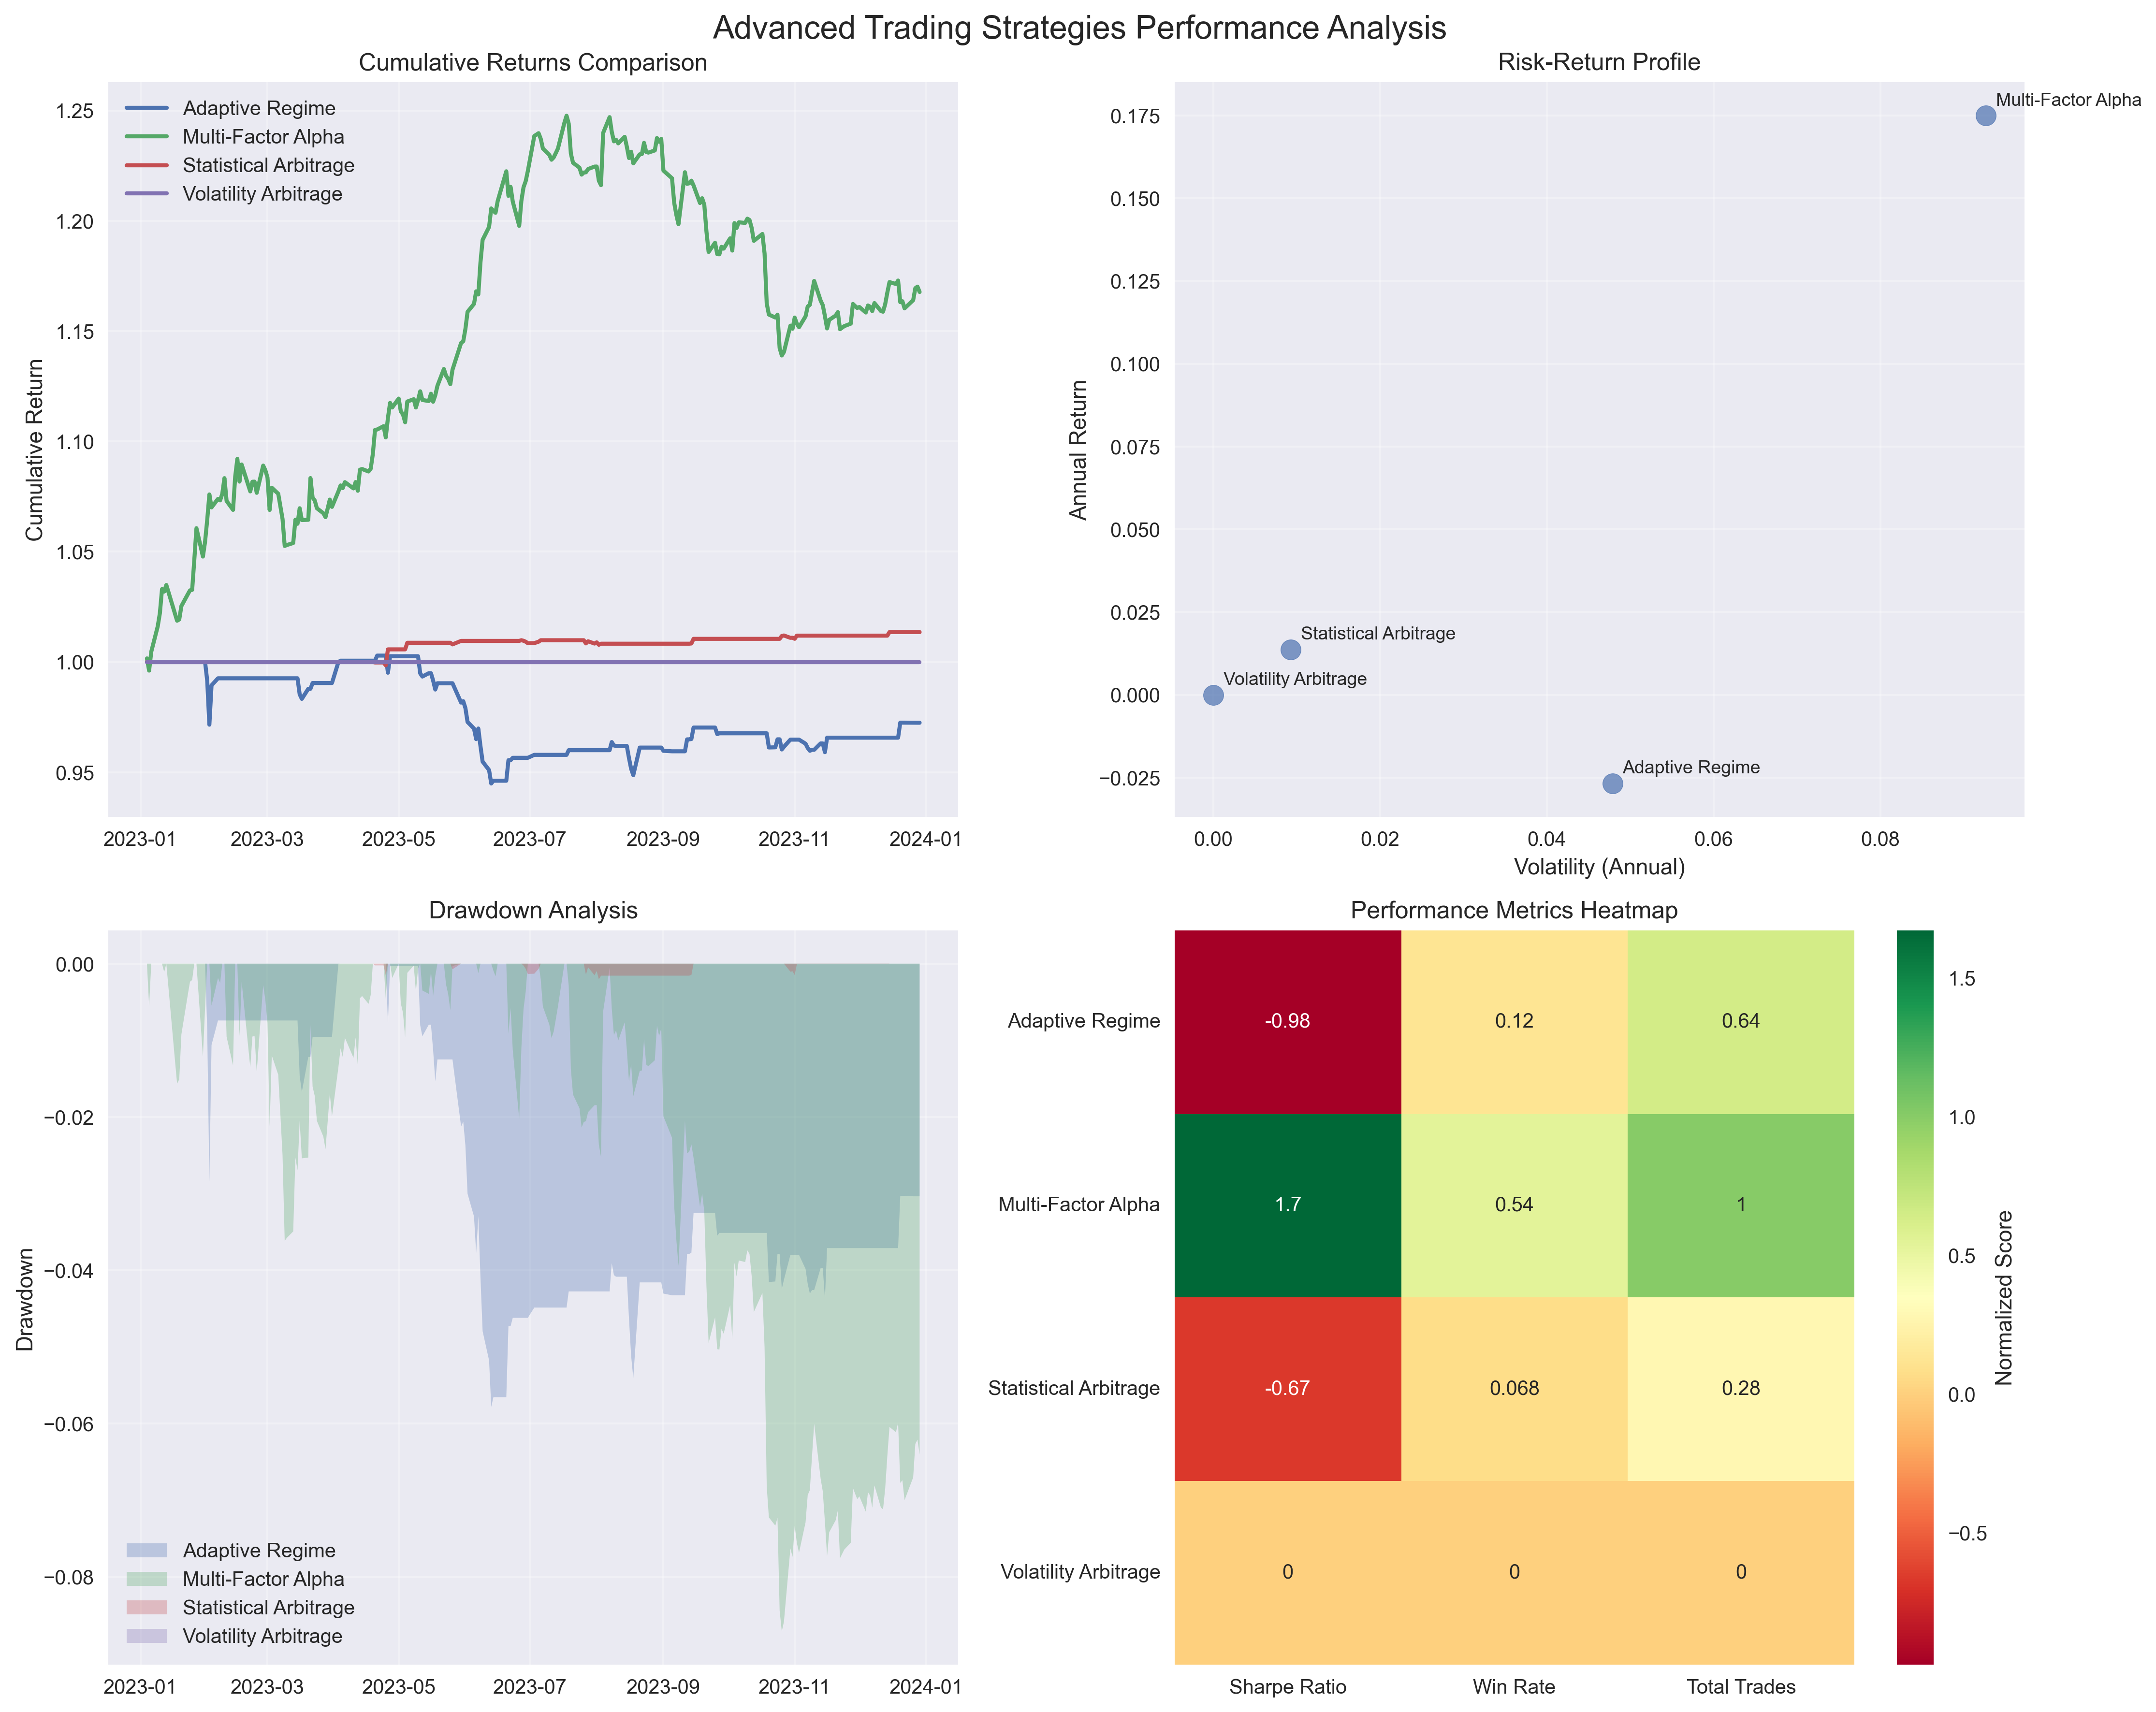 Advanced Trading Strategies Performance Analysis
Cumulative Returns Comparison
Adaptive Regime
Multi-Factor Alpha
Statistical Arbitrage
Volatility Arbitrage
Cumulative Return
1.25
1.20
1.15
1.10
1.05
1.00
0.95
2023-01
2023-03
2023-05
2023-07
2023-09
2023-11
2024-01
Risk-Return Profile
Multi-Factor Alpha
Statistical Arbitrage
Volatility Arbitrage
Adaptive Regime
Annual Return
0.175
0.150
0.125
0.100
0.075
0.050
0.025
0.000
−0.025
0.00
0.02
0.04
0.06
0.08
Volatility (Annual)
Drawdown Analysis
Drawdown
0.00
−0.02
−0.04
−0.06
−0.08
Adaptive Regime
Multi-Factor Alpha
Statistical Arbitrage
Volatility Arbitrage
2023-01
2023-03
2023-05
2023-07
2023-09
2023-11
2024-01
Performance Metrics Heatmap
Adaptive Regime
-0.98
0.12
0.64
Multi-Factor Alpha
1.7
0.54
1
Statistical Arbitrage
-0.67
0.068
0.28
Volatility Arbitrage
0
0
0
Sharpe Ratio
Win Rate
Total Trades
1.5
1.0
0.5
0.0
−0.5
Normalized Score